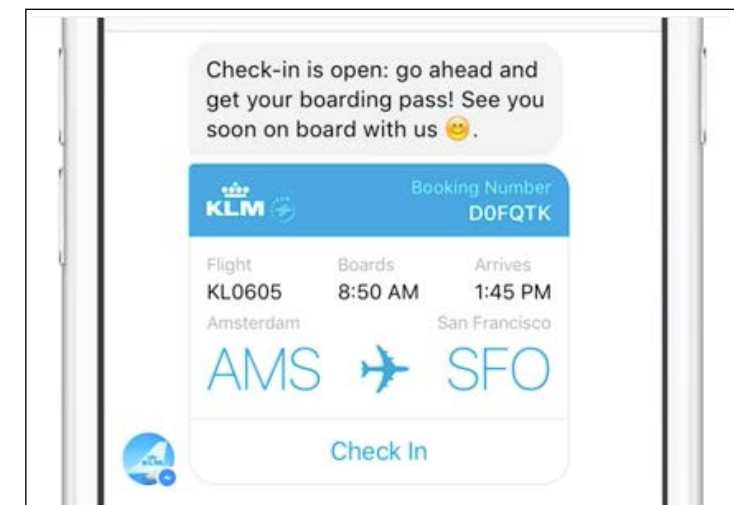 Check-in is open: go ahead and
get your boarding pass! See you
soon on board with us 😊.
KLM
Booking Number
D0FQTK
Flight Boards Arrives
KL0605 8:50 AM 1:45 PM
Amsterdam San Francisco
AMS SFO
Check In
KLM